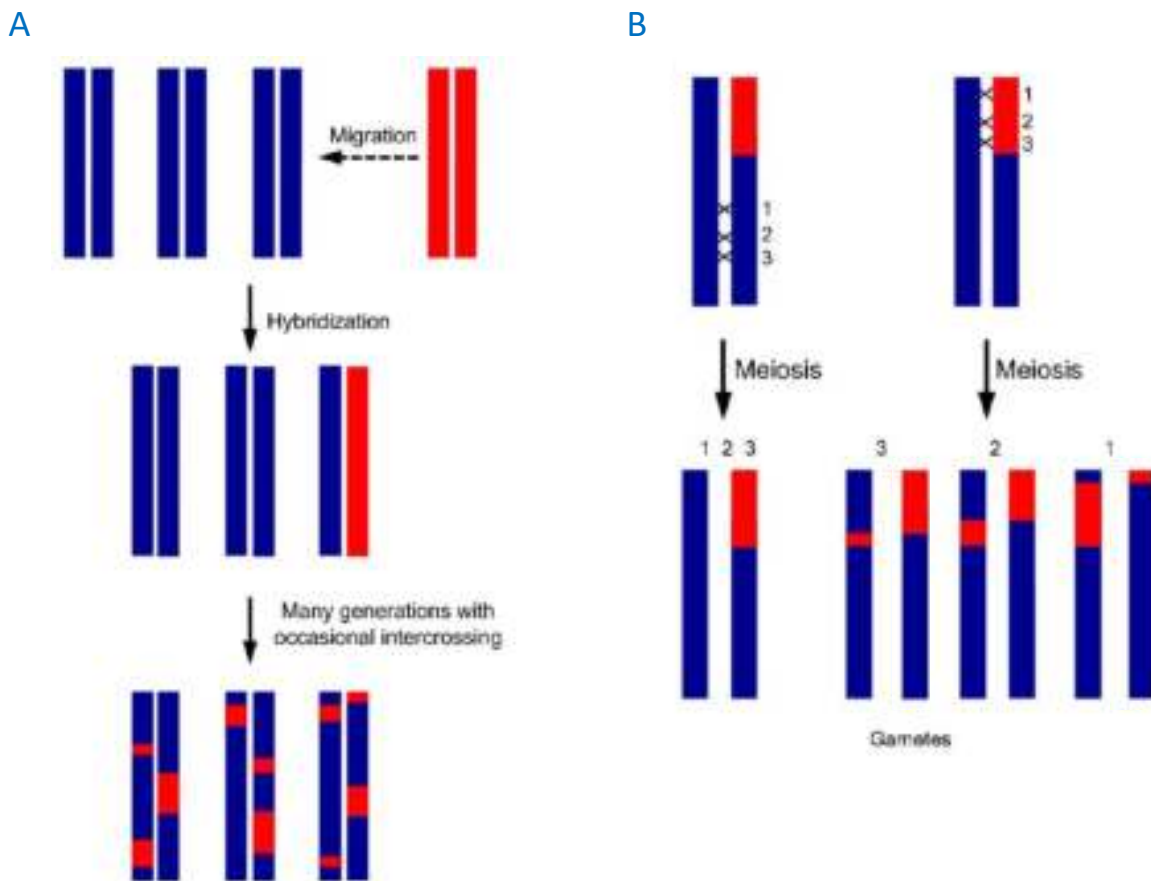 A
Migration
Hybridization
Many generations with
occasional intercrossing
B
1
2
3
1
2
3
Meiosis
Meiosis
1 2 3
3
2
1
Gametes